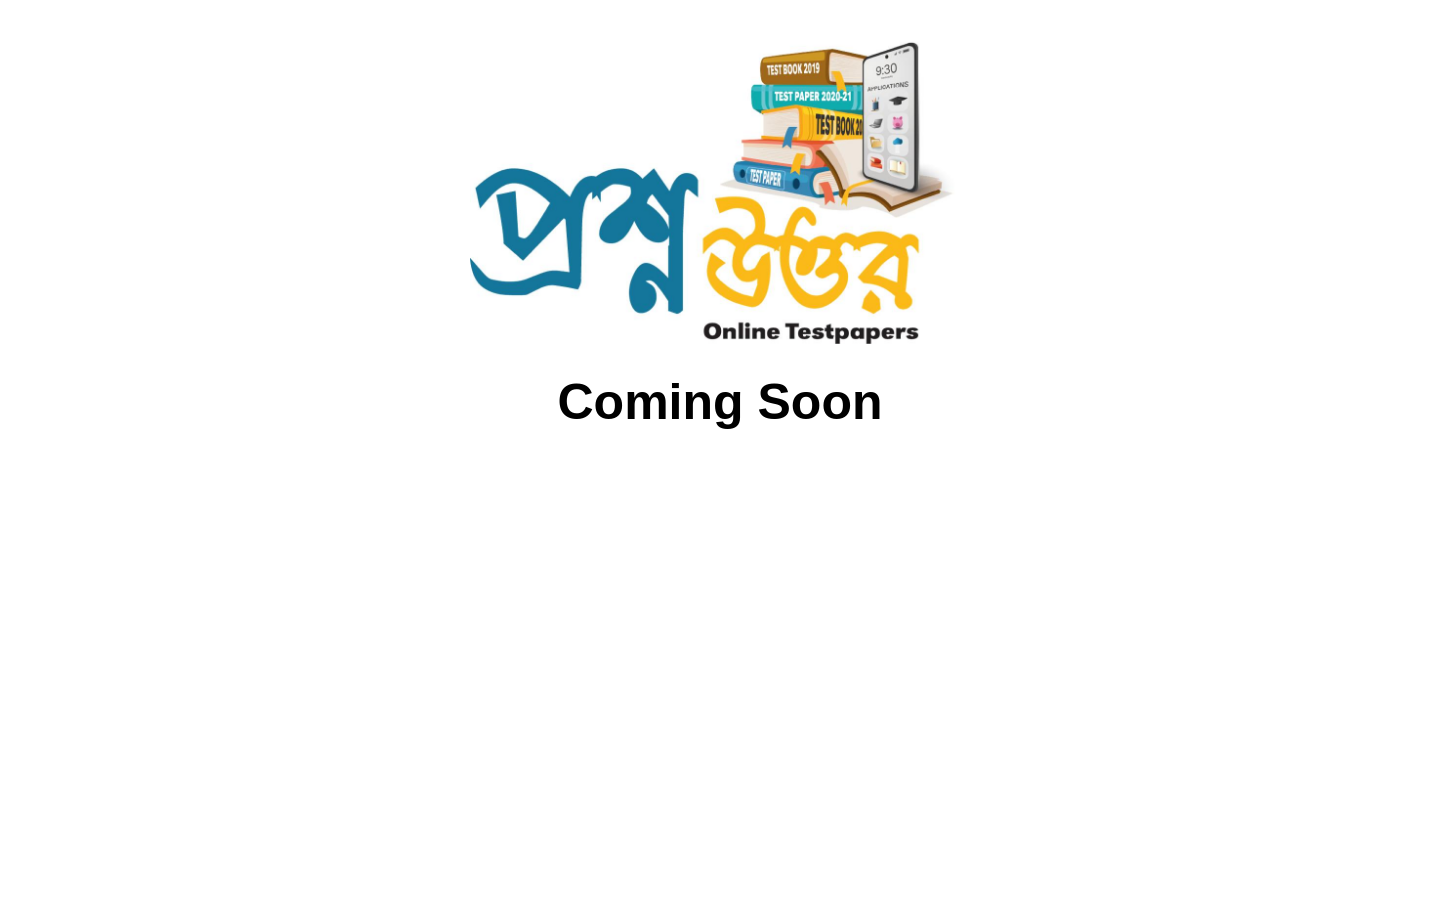 TEST BOOK 2019
TEST PAPER 2020-21
TEST BOOK 20
TEST PAPER
9:30
APPLICATIONS
প্রশ্ন উত্তর
Online Testpapers
Coming Soon